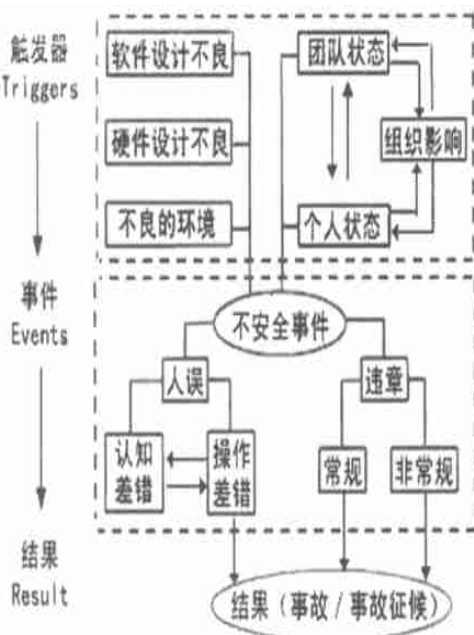 触发器
Triggers
软件设计不良
团队状态
硬件设计不良
组织影响
不良的环境
个人状态
事件
Events
不安全事件
人误
违章
认知
差错
操作
差错
常规
非常规
结果
Result
结果（事故/事故征候）